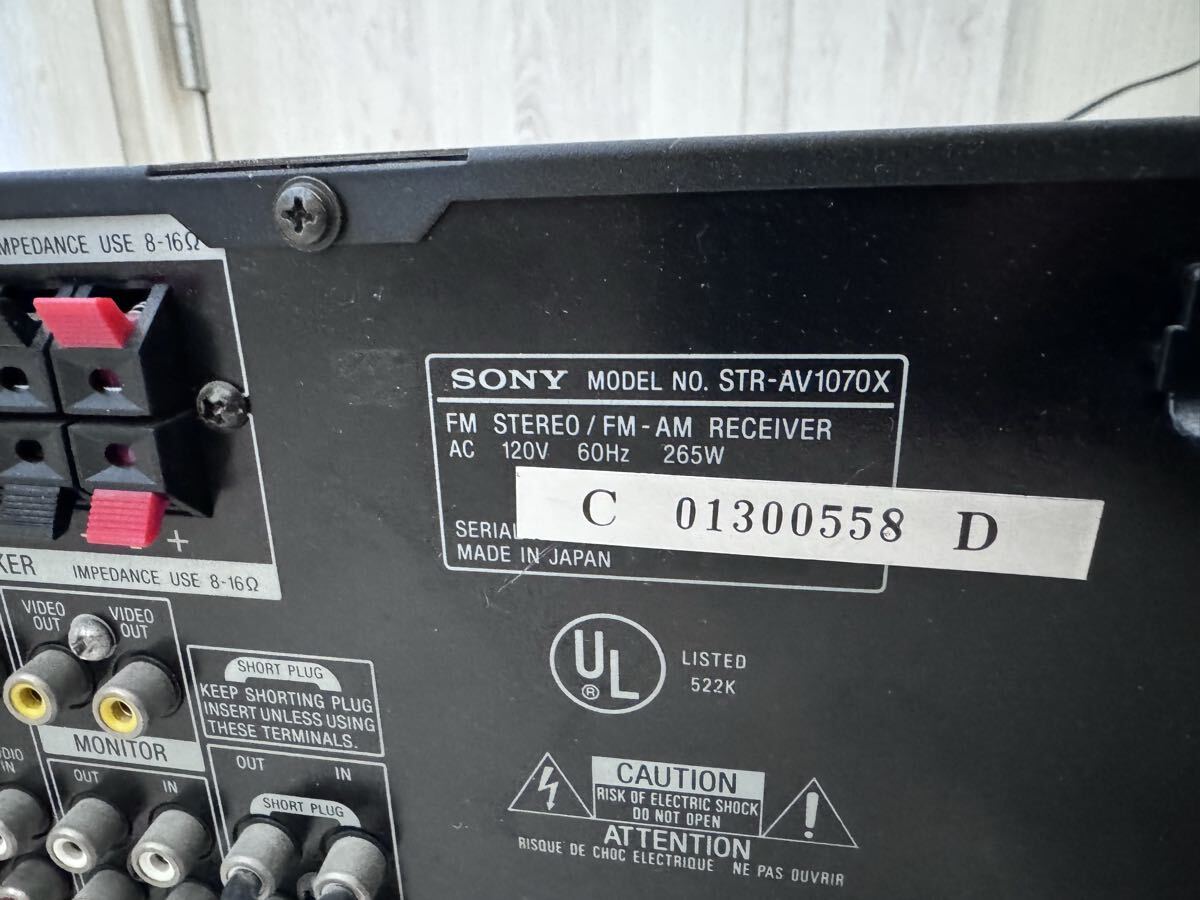 IMPEDANCE USE 8-16Ω
SONY MODEL NO. STR-AV1070X
FM STEREO / FM-AM RECEIVER
AC 120V 60Hz 265W
C 01300558 D
SERIAL
MADE IN JAPAN
+
IMPEDANCE USE 8-16Ω
VIDEO OUT
VIDEO OUT
MONITOR
OUT IN
SHORT PLUG
KEEP SHORTING PLUG
INSERT UNLESS USING
THESE TERMINALS.
OUT IN
SHORT PLUG
IN
UL ®
LISTED
522K
CAUTION
RISK OF ELECTRIC SHOCK
DO NOT OPEN
ATTENTION
RISQUE DE CHOC ELECTRIQUE NE PAS OUVRIR